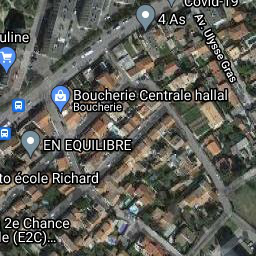 Covid-19
4 As
Av. Ulysse Gras
uline
Boucherie Centrale hallal
Boucherie
EN EQUILIBRE
to école Richard
2e Chance
le (E2C)...